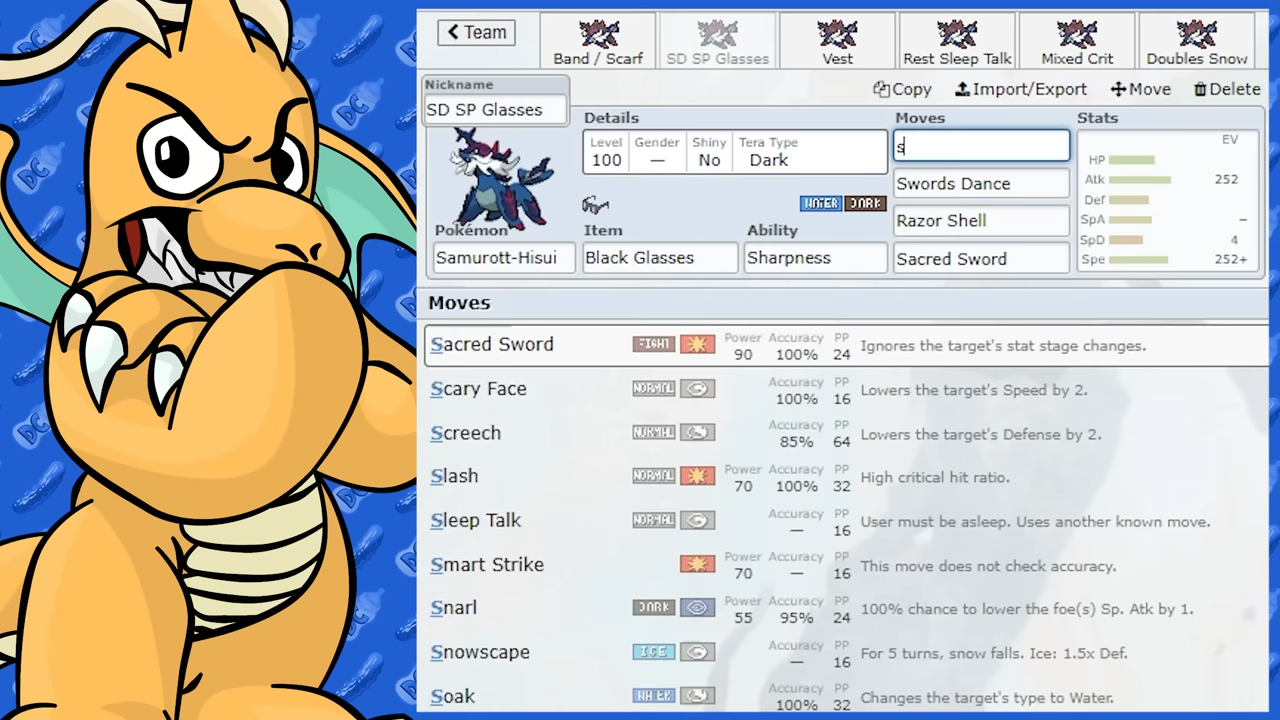 Team
Band / Scarf
SD SP Glasses
Vest
Rest Sleep Talk
Mixed Crit
Doubles Snow
Copy Import/Export Move Delete
Nickname
SD SP Glasses
Details
Level Gender Shiny Tera Type
100 — No Dark
WATER DARK
Pokémon Item Ability
Samurott-Hisui Black Glasses Sharpness
Moves
s
Swords Dance
Razor Shell
Sacred Sword
Stats
EV
HP
Atk 252
Def
SpA –
SpD 4
Spe 252+
Moves
Sacred Sword FIGHT Power 90 Accuracy 100% PP 24 Ignores the target's stat stage changes.
Scary Face NORMAL Accuracy 100% PP 16 Lowers the target's Speed by 2.
Screech NORMAL Accuracy 85% PP 64 Lowers the target's Defense by 2.
Slash NORMAL Power 70 Accuracy 100% PP 32 High critical hit ratio.
Sleep Talk NORMAL Accuracy — PP 16 User must be asleep. Uses another known move.
Smart Strike Power 70 Accuracy — PP 16 This move does not check accuracy.
Snarl DARK Power 55 Accuracy 95% PP 24 100% chance to lower the foe(s) Sp. Atk by 1.
Snowscape ICE Accuracy — PP 16 For 5 turns, snow falls. Ice: 1.5x Def.
Soak WATER Accuracy 100% PP 32 Changes the target's type to Water.
DC